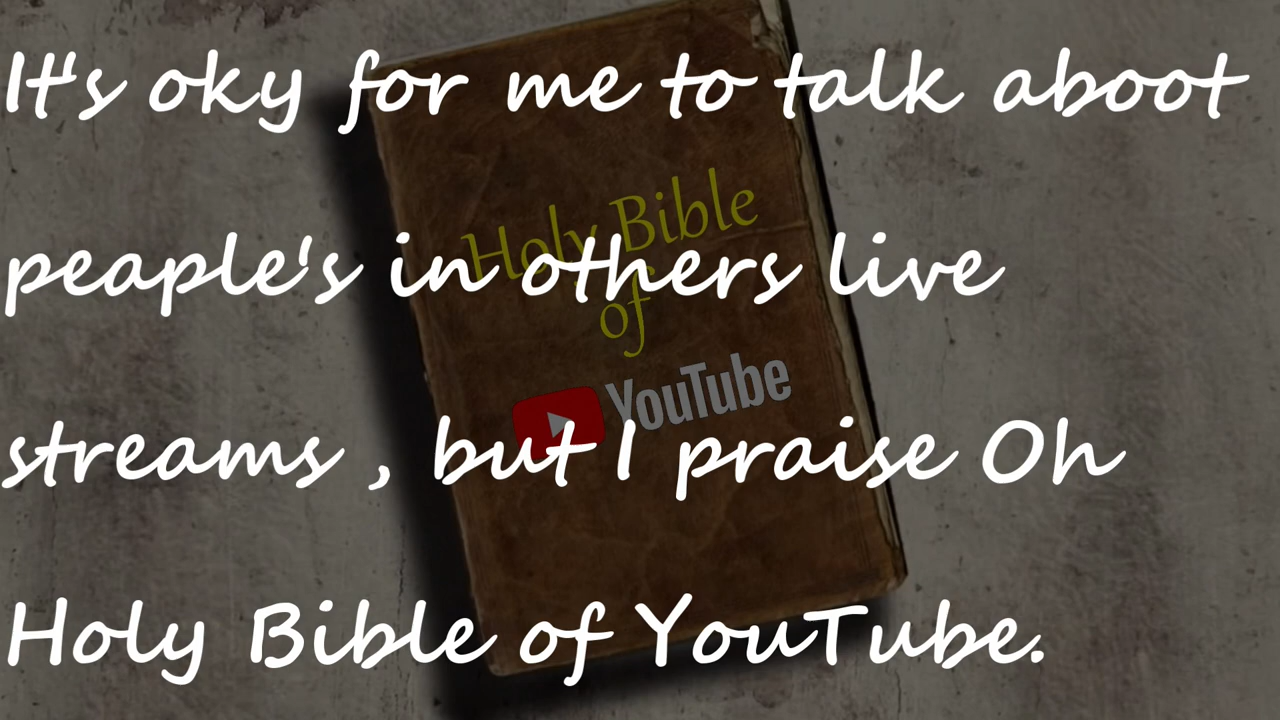 It's oky for me to talk aboot
peaple's in others live
streams , but I praise Oh
Holy Bible of YouTube.
Holy Bible
of
YouTube